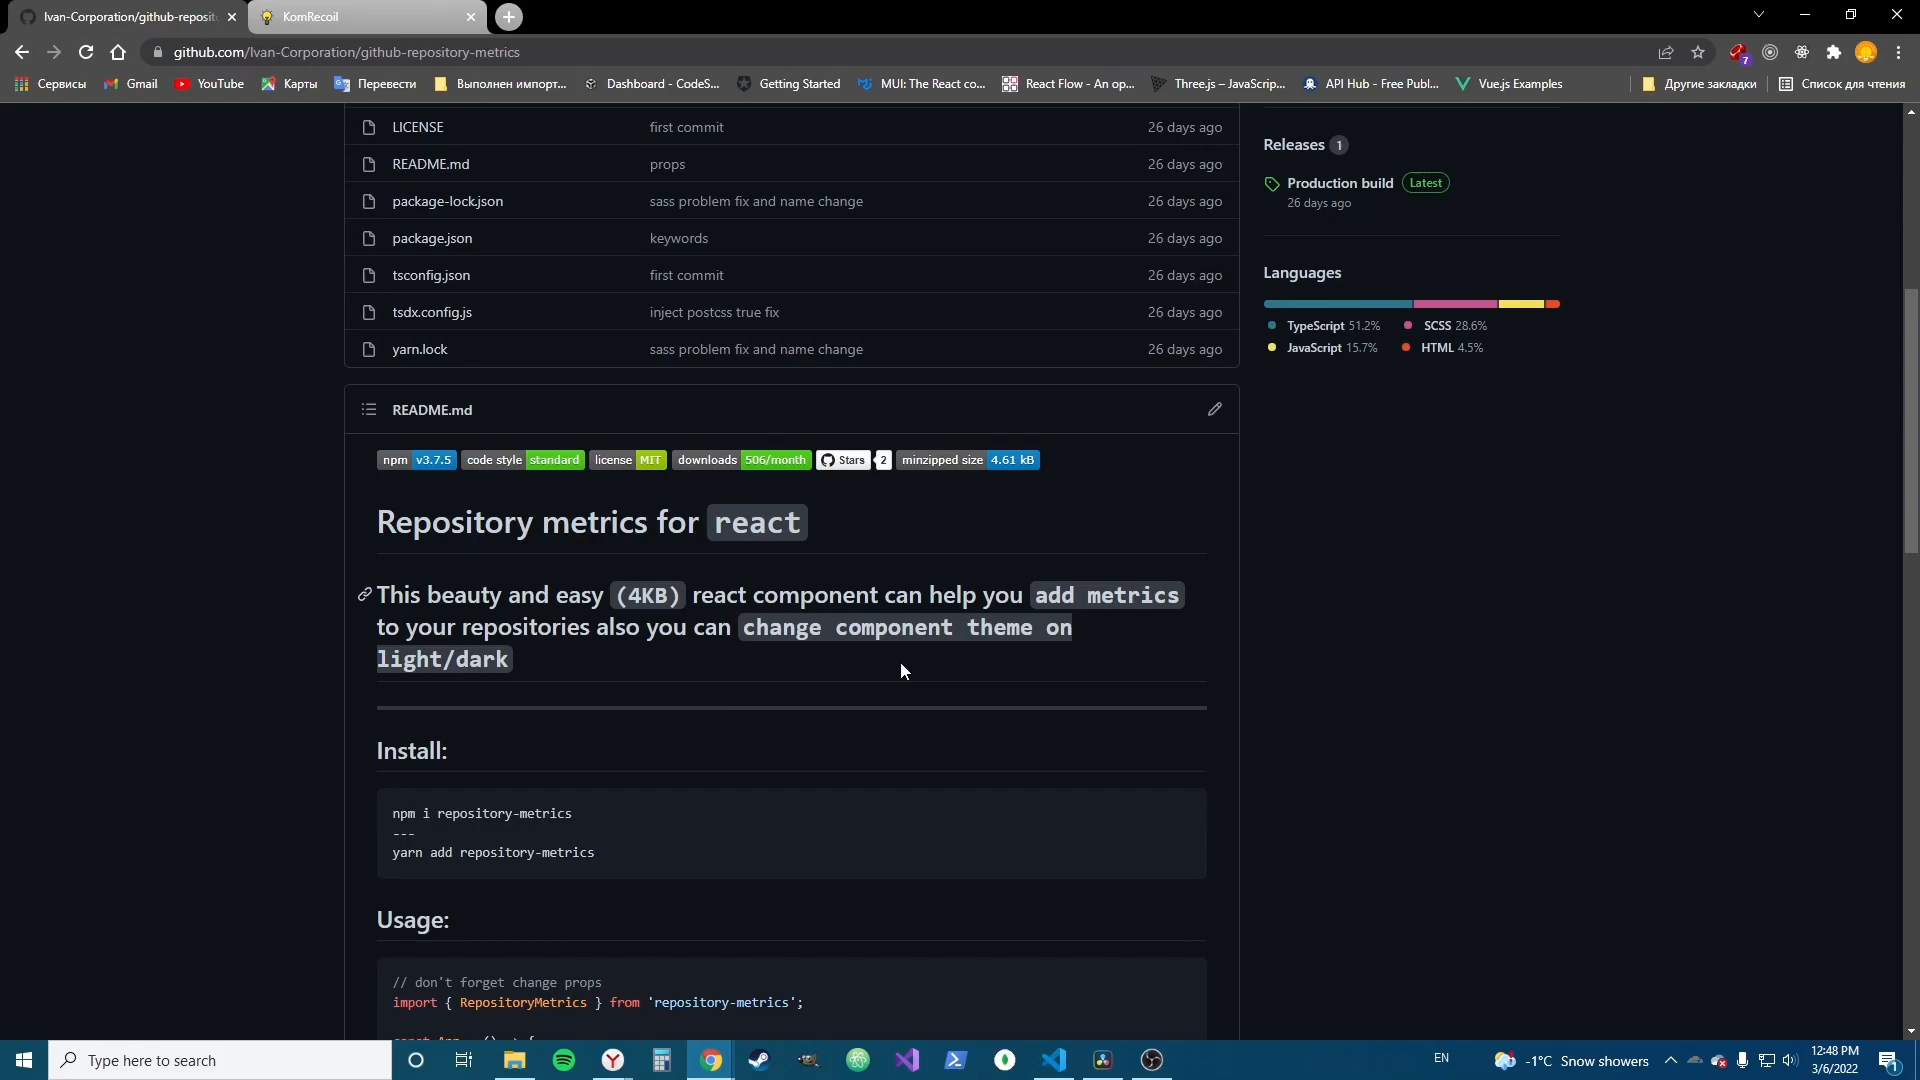 Ivan-Corporation/github-reposit
KomRecoil
github.com/Ivan-Corporation/github-repository-metrics
7
Сервисы
Gmail
YouTube
Карты
Перевести
Выполнен импорт...
Dashboard - CodeS...
Getting Started
MUI: The React co...
React Flow - An op...
Three.js – JavaScrip...
API Hub - Free Publ...
Vue.js Examples
Другие закладки
Список для чтения
LICENSE first commit 26 days ago
README.md props 26 days ago
package-lock.json sass problem fix and name change 26 days ago
package.json keywords 26 days ago
tsconfig.json first commit 26 days ago
tsdx.config.js inject postcss true fix 26 days ago
yarn.lock sass problem fix and name change 26 days ago
Releases 1
Production build Latest
26 days ago
Languages
TypeScript 51.2% SCSS 28.6%
JavaScript 15.7% HTML 4.5%
README.md
npm v3.7.5 code style standard license MIT downloads 506/month Stars 2 minzipped size 4.61 kB
Repository metrics for react
This beauty and easy (4KB) react component can help you add metrics
to your repositories also you can change component theme on
light/dark
Install:
npm i repository-metrics
---
yarn add repository-metrics
Usage:
// don't forget change props
import { RepositoryMetrics } from 'repository-metrics';
Type here to search
EN
-1°C Snow showers
12:48 PM
3/6/2022
1